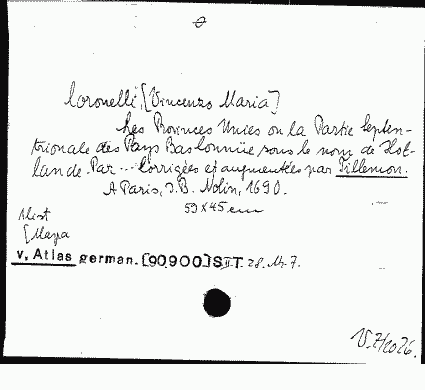 Coronelli, [Vincenzo Maria]
Les Provinces Unies ou la Partie Septen-
trionale des Pays Bas connue sous le nom de Hol-
lande. Par ... Corrigées et augmentées par Tillemon.
A Paris, J.B. Nolin, 1690.
59 x 45 cm
[Mapa
v, Atlas german. [90.900] S.T. II. 28. M. 7.